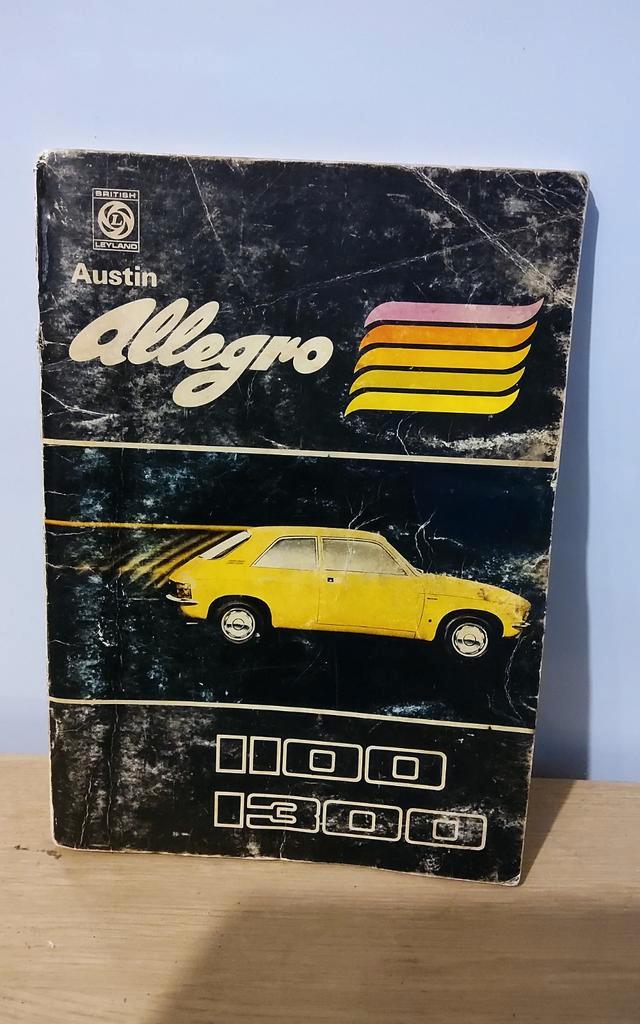 BRITISH
L
LEYLAND
Austin
Allegro
1100
1300